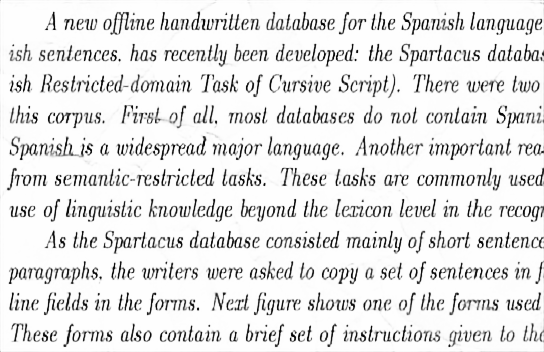 A new offline handwritten database for the Spanish language
ish sentences, has recently been developed: the Spartacus databas
ish Restricted-domain Task of Cursive Script). There were two
this corpus. First of all, most databases do not contain Spani
Spanish is a widespread major language. Another important rea
from semantic-restricted tasks. These tasks are commonly used
use of linguistic knowledge beyond the lexicon level in the recogn
As the Spartacus database consisted mainly of short sentence
paragraphs, the writers were asked to copy a set of sentences in f
line fields in the forms. Next figure shows one of the forms used
These forms also contain a brief set of instructions given to the